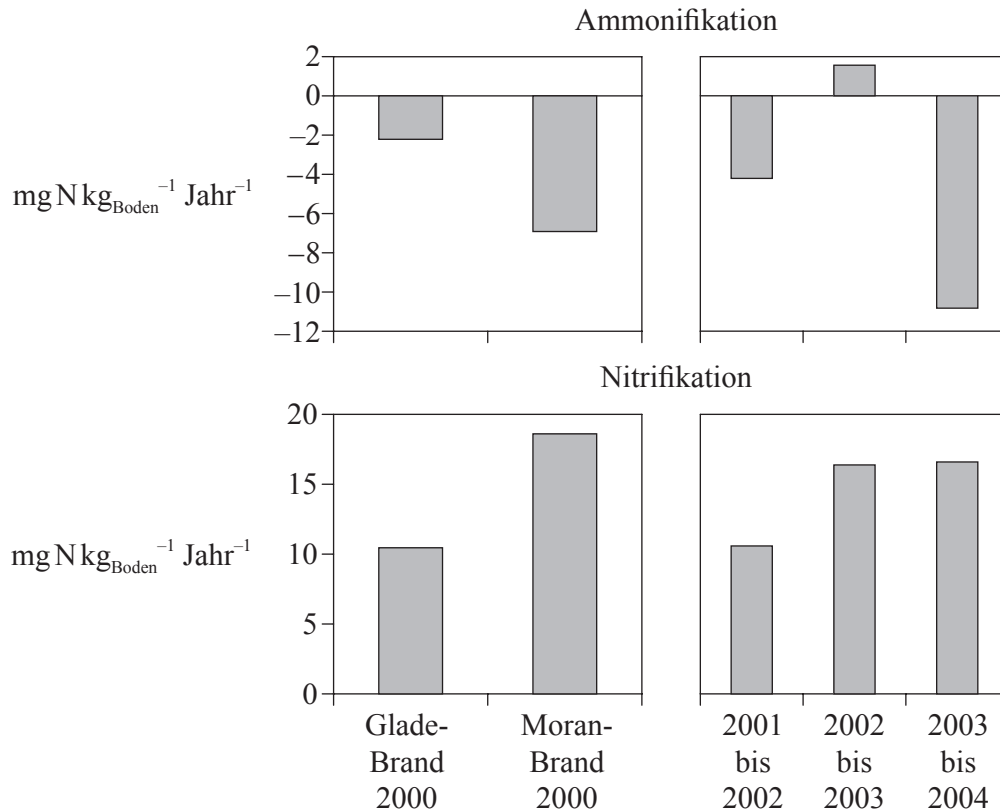 Ammonifikation
2
0
–2
–4
–6
–8
–10
–12
mg N kg_Boden^–1 Jahr^–1
Nitrifikation
20
15
10
5
0
mg N kg_Boden^–1 Jahr^–1
Glade- Moran- 2001 2002 2003
Brand Brand bis bis bis
2000 2000 2002 2003 2004